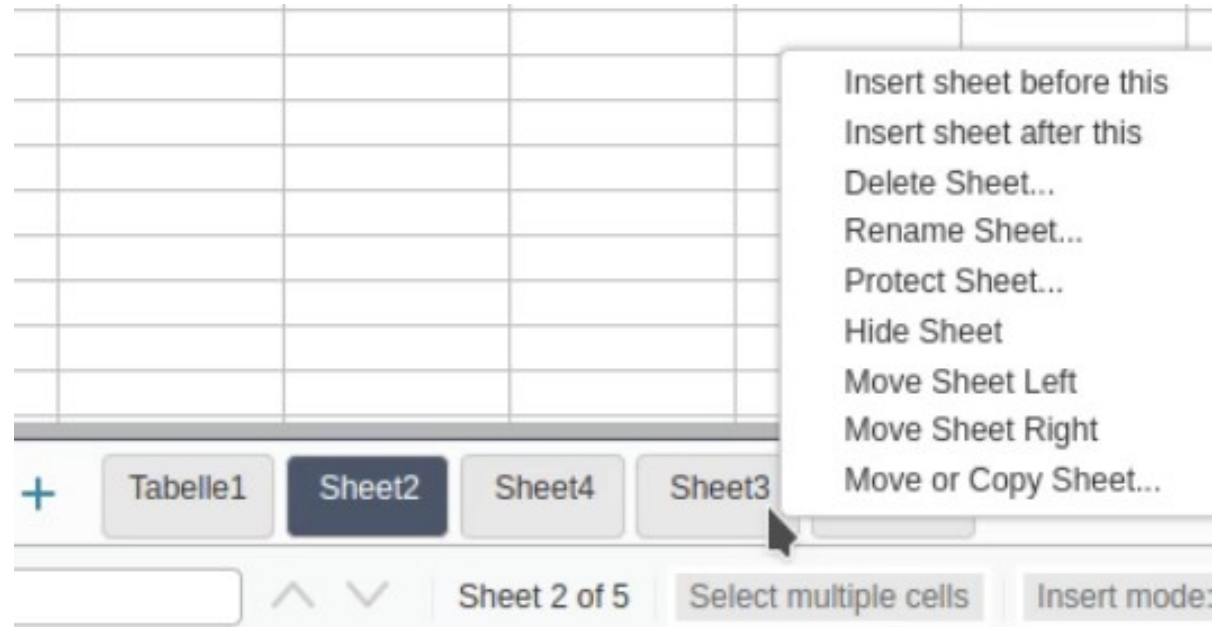 Insert sheet before this
Insert sheet after this
Delete Sheet...
Rename Sheet...
Protect Sheet...
Hide Sheet
Move Sheet Left
Move Sheet Right
Move or Copy Sheet...
+ Tabelle1 Sheet2 Sheet4 Sheet3
Sheet 2 of 5 Select multiple cells Insert mode: